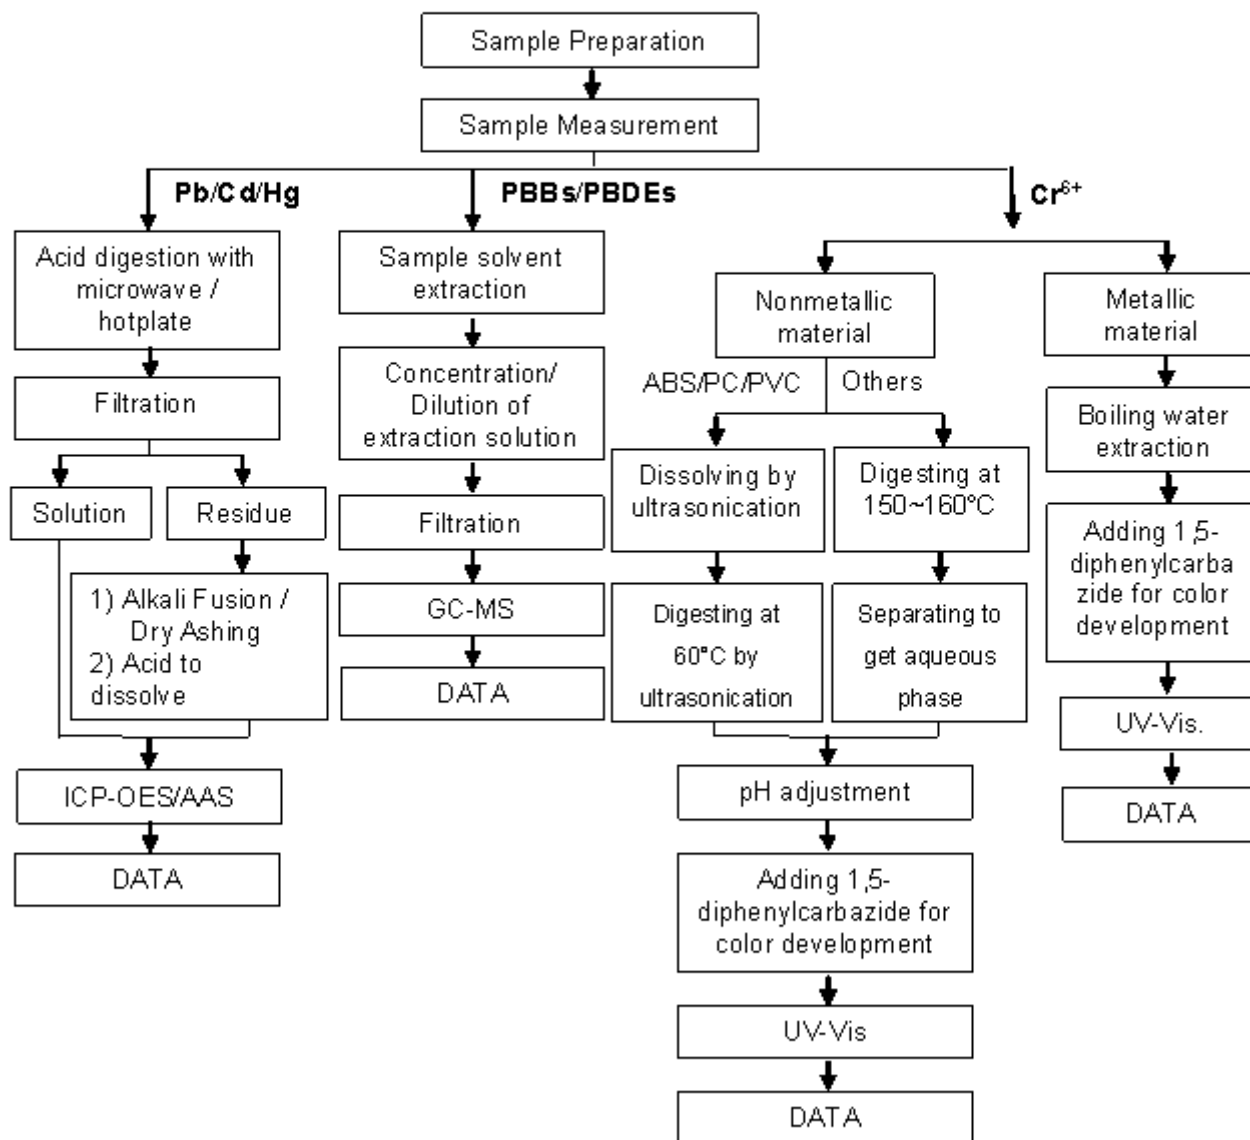 Sample Preparation
Sample Measurement
Pb/Cd/Hg
PBBs/PBDEs
Cr6+
Acid digestion with
microwave /
hotplate
Filtration
Solution
Residue
1) Alkali Fusion /
Dry Ashing
2) Acid to
dissolve
ICP-OES/AAS
DATA
Sample solvent
extraction
Concentration/
Dilution of
extraction solution
Filtration
GC-MS
DATA
Nonmetallic
material
ABS/PC/PVC
Others
Dissolving by
ultrasonication
Digesting at
60°C by
ultrasonication
Digesting at
150~160°C
Separating to
get aqueous
phase
pH adjustment
Adding 1,5-
diphenylcarbazide for
color development
UV-Vis
DATA
Metallic
material
Boiling water
extraction
Adding 1,5-
diphenylcarba
zide for color
development
UV-Vis.
DATA